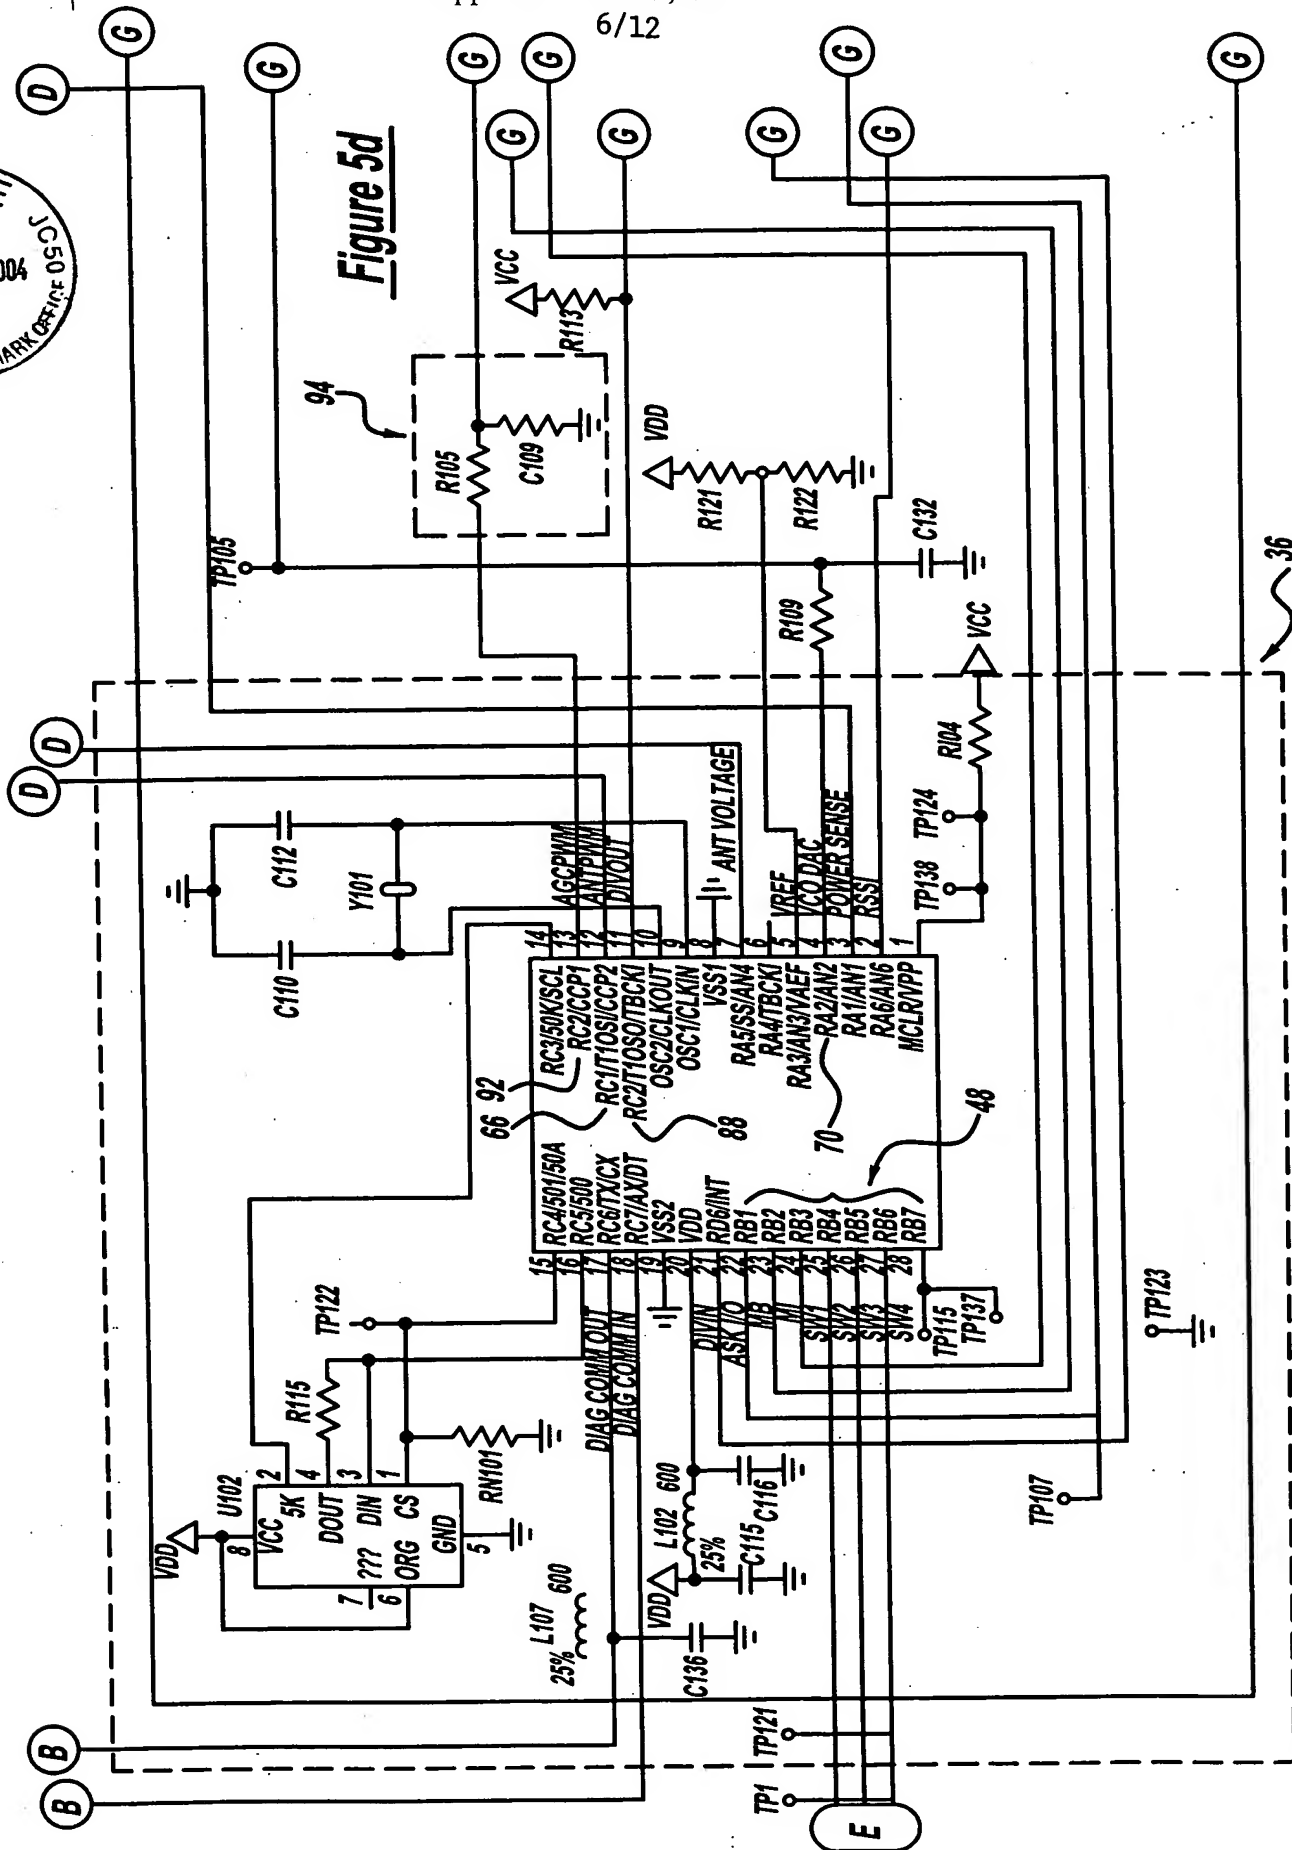 6/12
G
D
G
G
G
G
G
G
G
G
G
JC50
004
Figure 5d
VCC
R113
94
R105
C109
VDD
R121
R122
TP105
C132
R109
36
VCC
R104
TP124
TP138
D
D
C112
Y101
C110
AGCPWM
ANTPWM
DIVOUT
ANT VOLTAGE
VREF
VCO DAC
POWER SENSE
RSSI
14
13
12
11
10
9
8
7
6
5
4
3
2
1
RC3/50K/SCL
RC2/CCP1
RC1/T1OSI/CCP2
RC2/T1OSO/TBCKI
OSC2/CLKOUT
OSC1/CLKIN
VSS1
RA5/SS/AN4
RA4/TBCKI
RA3/AN3/VAEF
RA2/AN2
RA1/AN1
RA6/AN6
MCLR/VPP
92
66
88
70
48
RC4/501/50A
RC5/500
RC6/TX/CX
RC7/AX/DT
VSS2
VDD
RD6/INT
RB1
RB2
RB3
RB4
RB5
RB6
RB7
15
16
17
18
19
20
21
22
23
24
25
26
27
28
DIAG COMM OUT
DIAG COMM IN
DIVIN
ASK I/O
MB
MI
SW1
SW2
SW3
SW4
TP115
TP137
TP123
TP122
R115
RN101
U102
2
4
3
1
5K
DOUT
DIN
CS
VCC
8
???
7
ORG
6
GND
5
VDD
L107 600
25%
L102 600
25%
C116
C115
VDD
C136
TP107
TP121
TP1
B
B
E